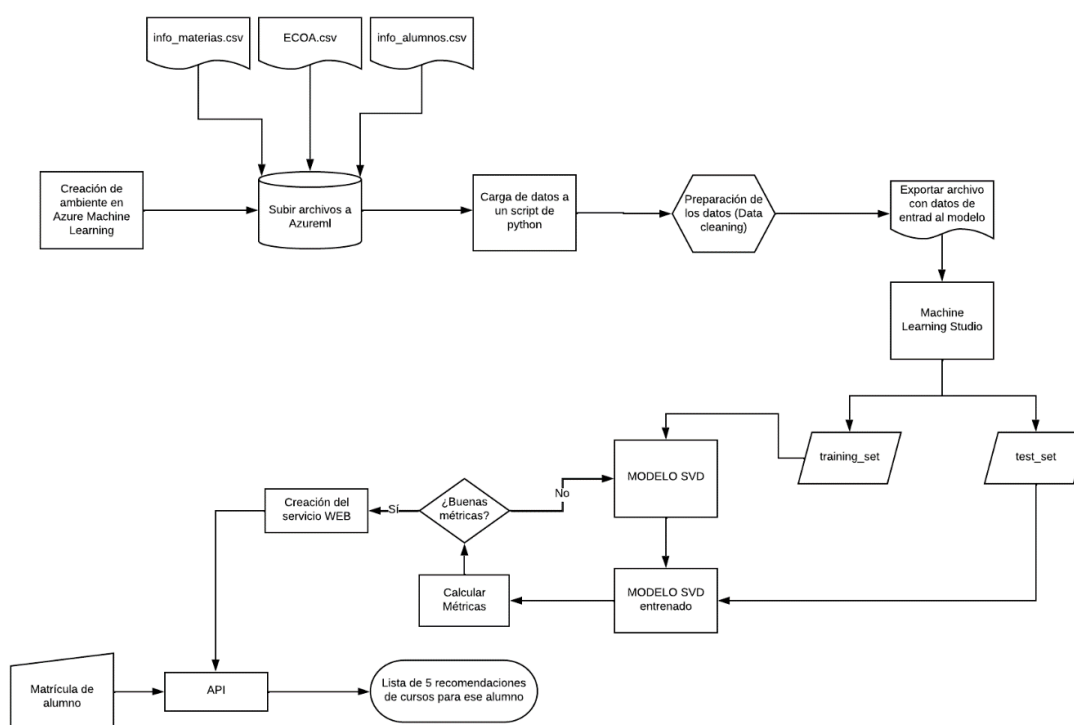 info_materias.csv
ECOA.csv
info_alumnos.csv
Creación de
ambiente en
Azure Machine
Learning
Subir archivos a
Azureml
Carga de datos a
un script de
python
Preparación de
los datos (Data
cleaning)
Exportar archivo
con datos de
entrad al modelo
Machine
Learning Studio
training_set
test_set
MODELO SVD
No
¿Buenas
métricas?
Sí
Creación del
servicio WEB
Calcular
Métricas
MODELO SVD
entrenado
Matrícula de
alumno
API
Lista de 5 recomendaciones
de cursos para ese alumno